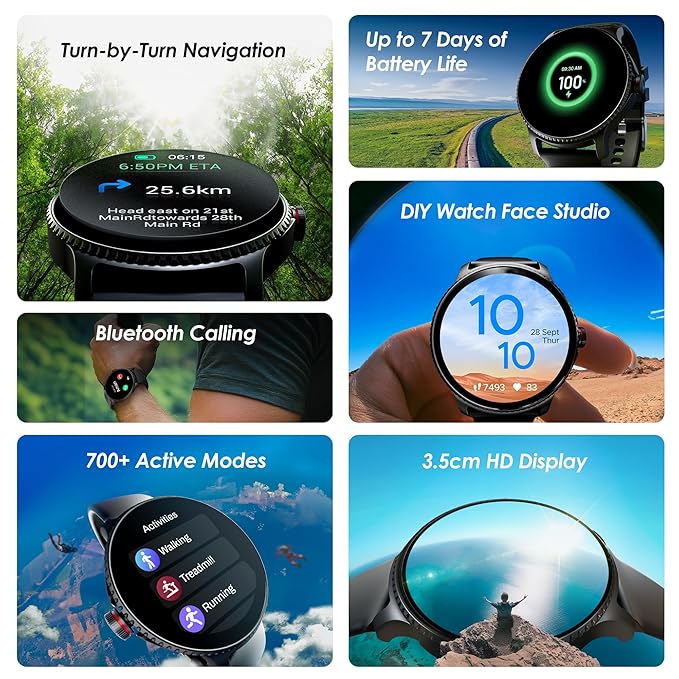 Turn-by-Turn Navigation
06:15
6:50PM ETA
25.6km
Head east on 21st
MainRdtowards 28th
Main Rd
Up to 7 Days of
Battery Life
09:30 AM
100%
DIY Watch Face Studio
10
10
28 Sept
Thur
7493
83
Bluetooth Calling
700+ Active Modes
Activities
Walking
Treadmill
Running
3.5cm HD Display